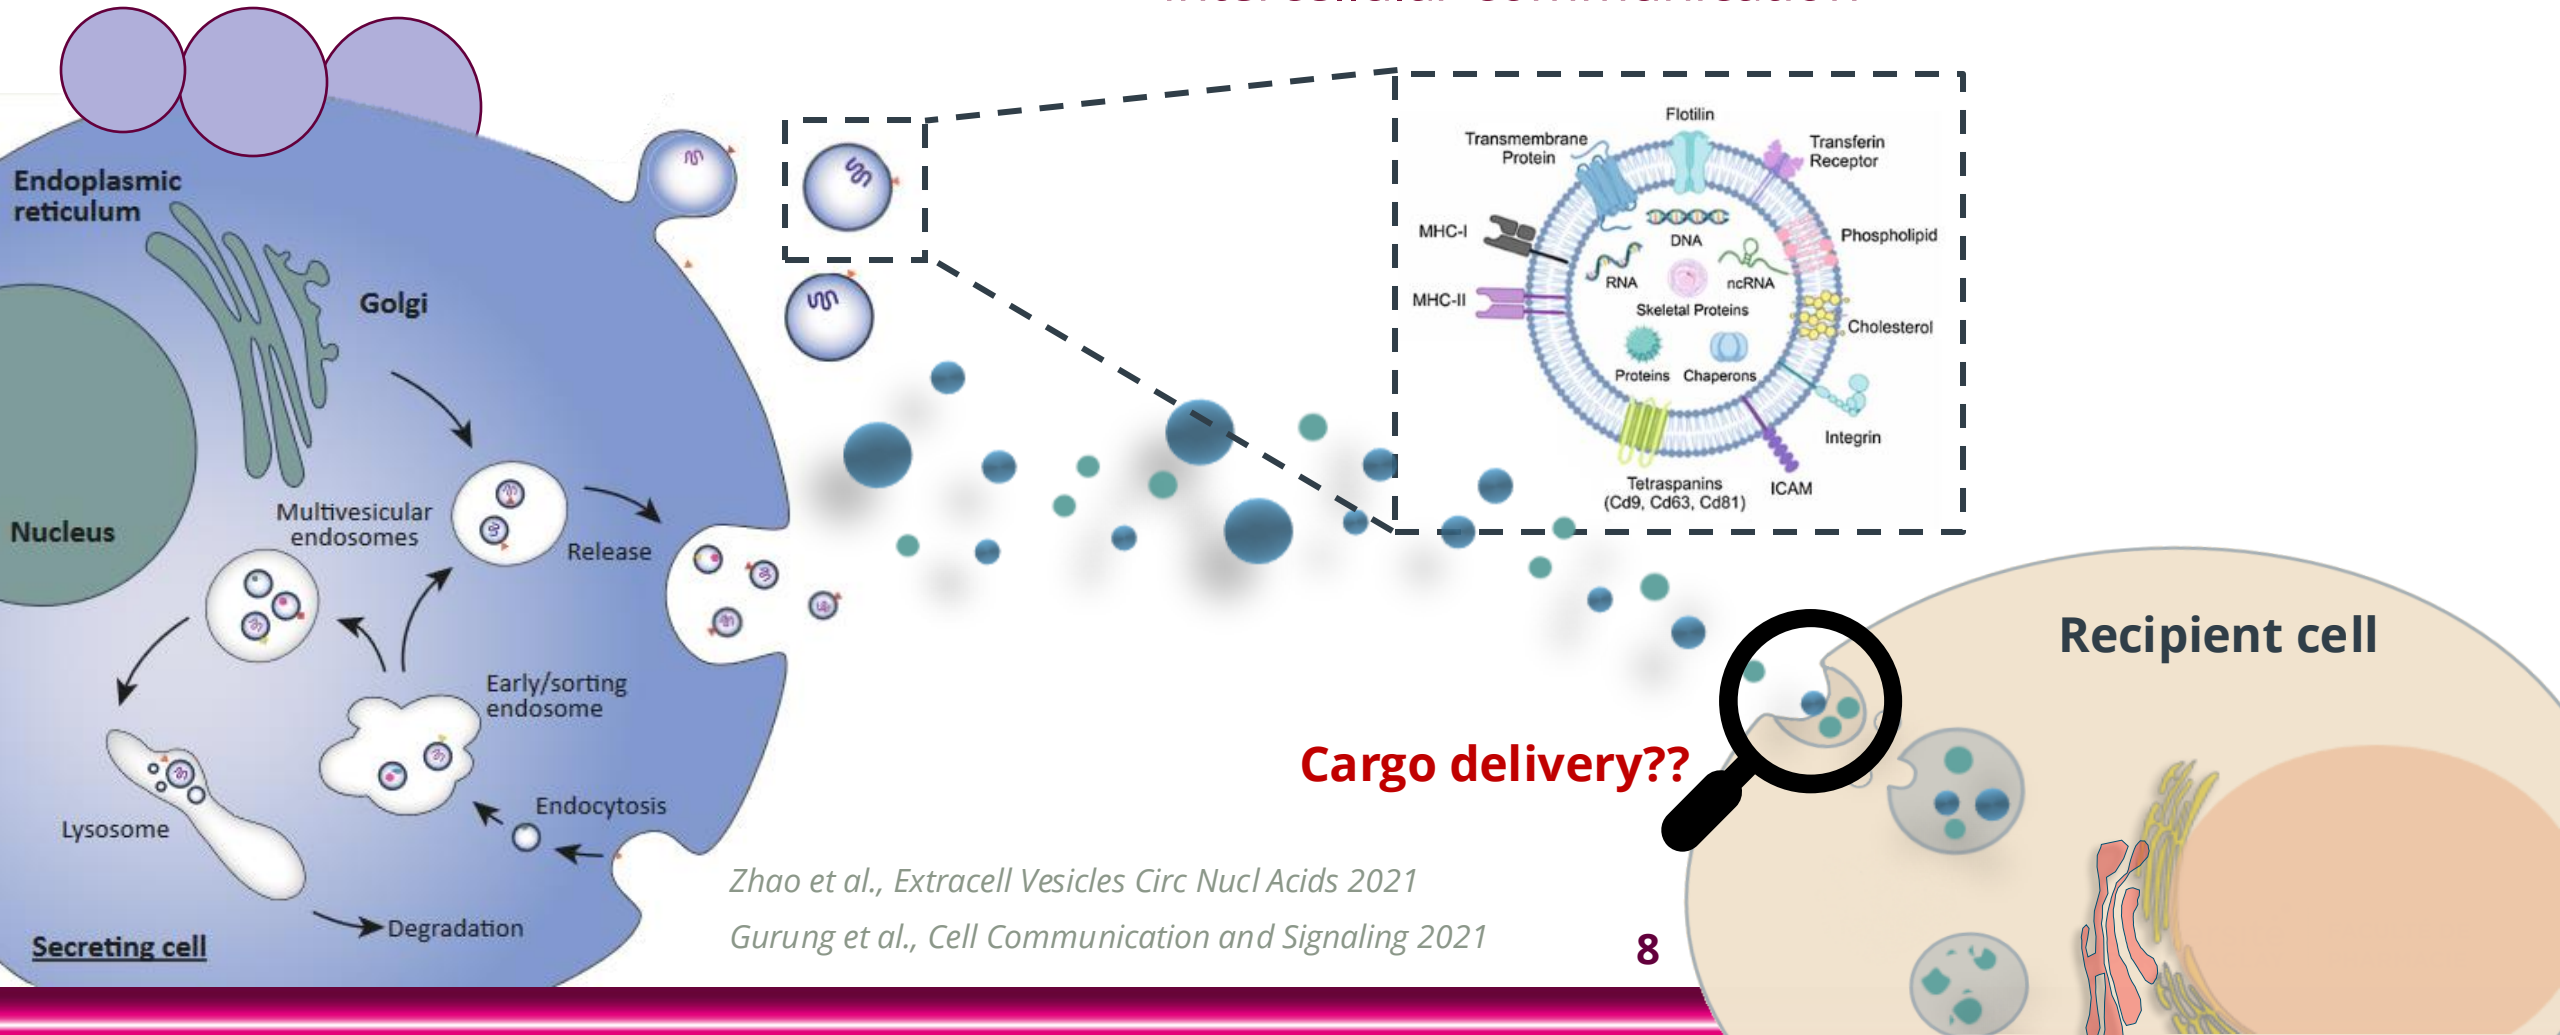 Intercellular Communication
Endoplasmic
reticulum
Golgi
Nucleus
Multivesicular
endosomes
Release
Early/sorting
endosome
Endocytosis
Lysosome
Degradation
Secreting cell
Flotilin
Transmembrane
Protein
Transferin
Receptor
MHC-I
DNA
Phospholipid
RNA
ncRNA
MHC-II
Skeletal Proteins
Cholesterol
Proteins
Chaperons
Integrin
Tetraspanins
(Cd9, Cd63, Cd81)
ICAM
Recipient cell
Cargo delivery??
Zhao et al., Extracell Vesicles Circ Nucl Acids 2021
Gurung et al., Cell Communication and Signaling 2021
8